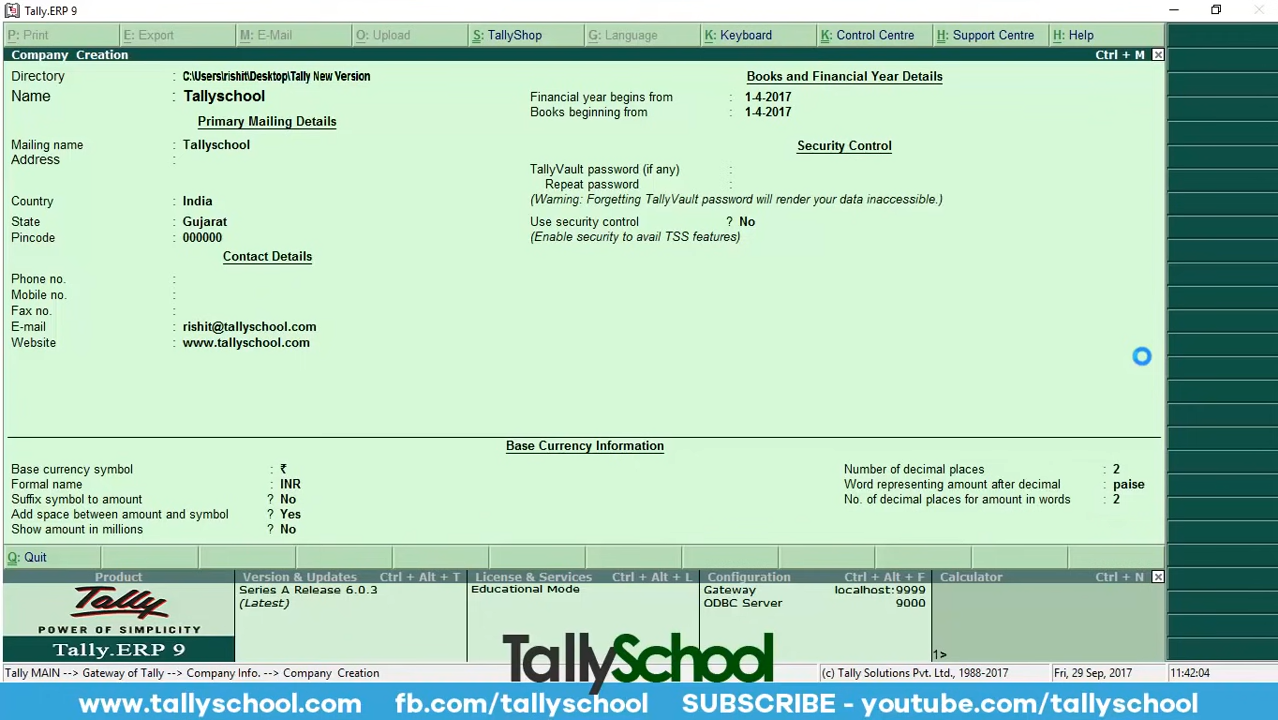 Tally.ERP 9
P: Print E: Export M: E-Mail O: Upload S: TallyShop G: Language K: Keyboard K: Control Centre H: Support Centre H: Help
Company Creation Ctrl + M
Directory : C:\Users\rishit\Desktop\Tally New Version
Name : Tallyschool
Primary Mailing Details
Mailing name : Tallyschool
Address :
Country : India
State : Gujarat
Pincode : 000000
Contact Details
Phone no. :
Mobile no. :
Fax no. :
E-mail : rishit@tallyschool.com
Website : www.tallyschool.com
Books and Financial Year Details
Financial year begins from : 1-4-2017
Books beginning from : 1-4-2017
Security Control
TallyVault password (if any) :
Repeat password :
(Warning: Forgetting TallyVault password will render your data inaccessible.)
Use security control ? No
(Enable security to avail TSS features)
Base Currency Information
Base currency symbol : ₹
Formal name : INR
Suffix symbol to amount ? No
Add space between amount and symbol ? Yes
Show amount in millions ? No
Number of decimal places : 2
Word representing amount after decimal : paise
No. of decimal places for amount in words : 2
Q: Quit
Product
Tally
POWER OF SIMPLICITY
Tally.ERP 9
Version & Updates Ctrl + Alt + T
Series A Release 6.0.3
(Latest)
License & Services Ctrl + Alt + L
Educational Mode
Configuration Ctrl + Alt + F
Gateway localhost:9999
ODBC Server 9000
Calculator Ctrl + N
1>
TallySchool
Tally MAIN --> Gateway of Tally --> Company Info. --> Company Creation (c) Tally Solutions Pvt. Ltd., 1988-2017 Fri, 29 Sep, 2017 11:42:04
www.tallyschool.com fb.com/tallyschool SUBSCRIBE - youtube.com/tallyschool